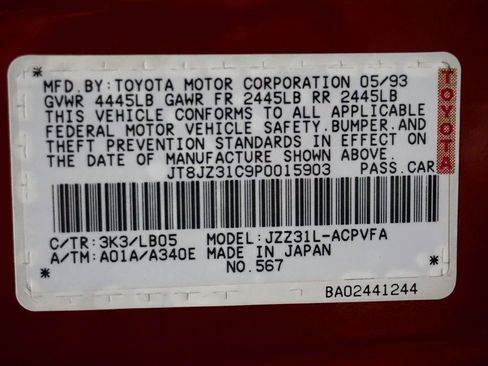 MFD.BY:TOYOTA MOTOR CORPORATION 05/93
GVWR 4445LB GAWR FR 2445LB RR 2445LB
THIS VEHICLE CONFORMS TO ALL APPLICABLE
FEDERAL MOTOR VEHICLE SAFETY.BUMPER.AND
THEFT PREVENTION STANDARDS IN EFFECT ON
THE DATE OF MANUFACTURE SHOWN ABOVE.
JT8JZ31C9P0015903 PASS.CAR
TOYOTA
C/TR:3K3/LB05 MODEL:JZZ31L-ACPVFA
A/TM:A01A/A340E MADE IN JAPAN
NO.567
BA02441244